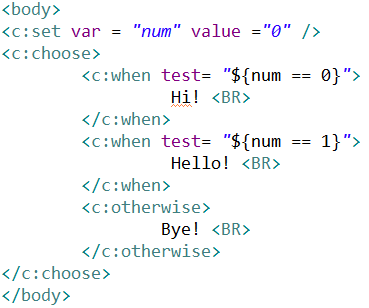 <body>
<c:set var = "num" value ="0" />
<c:choose>
<c:when test= "${num == 0}">
Hi! <BR>
</c:when>
<c:when test= "${num == 1}">
Hello! <BR>
</c:when>
<c:otherwise>
Bye! <BR>
</c:otherwise>
</c:choose>
</body>